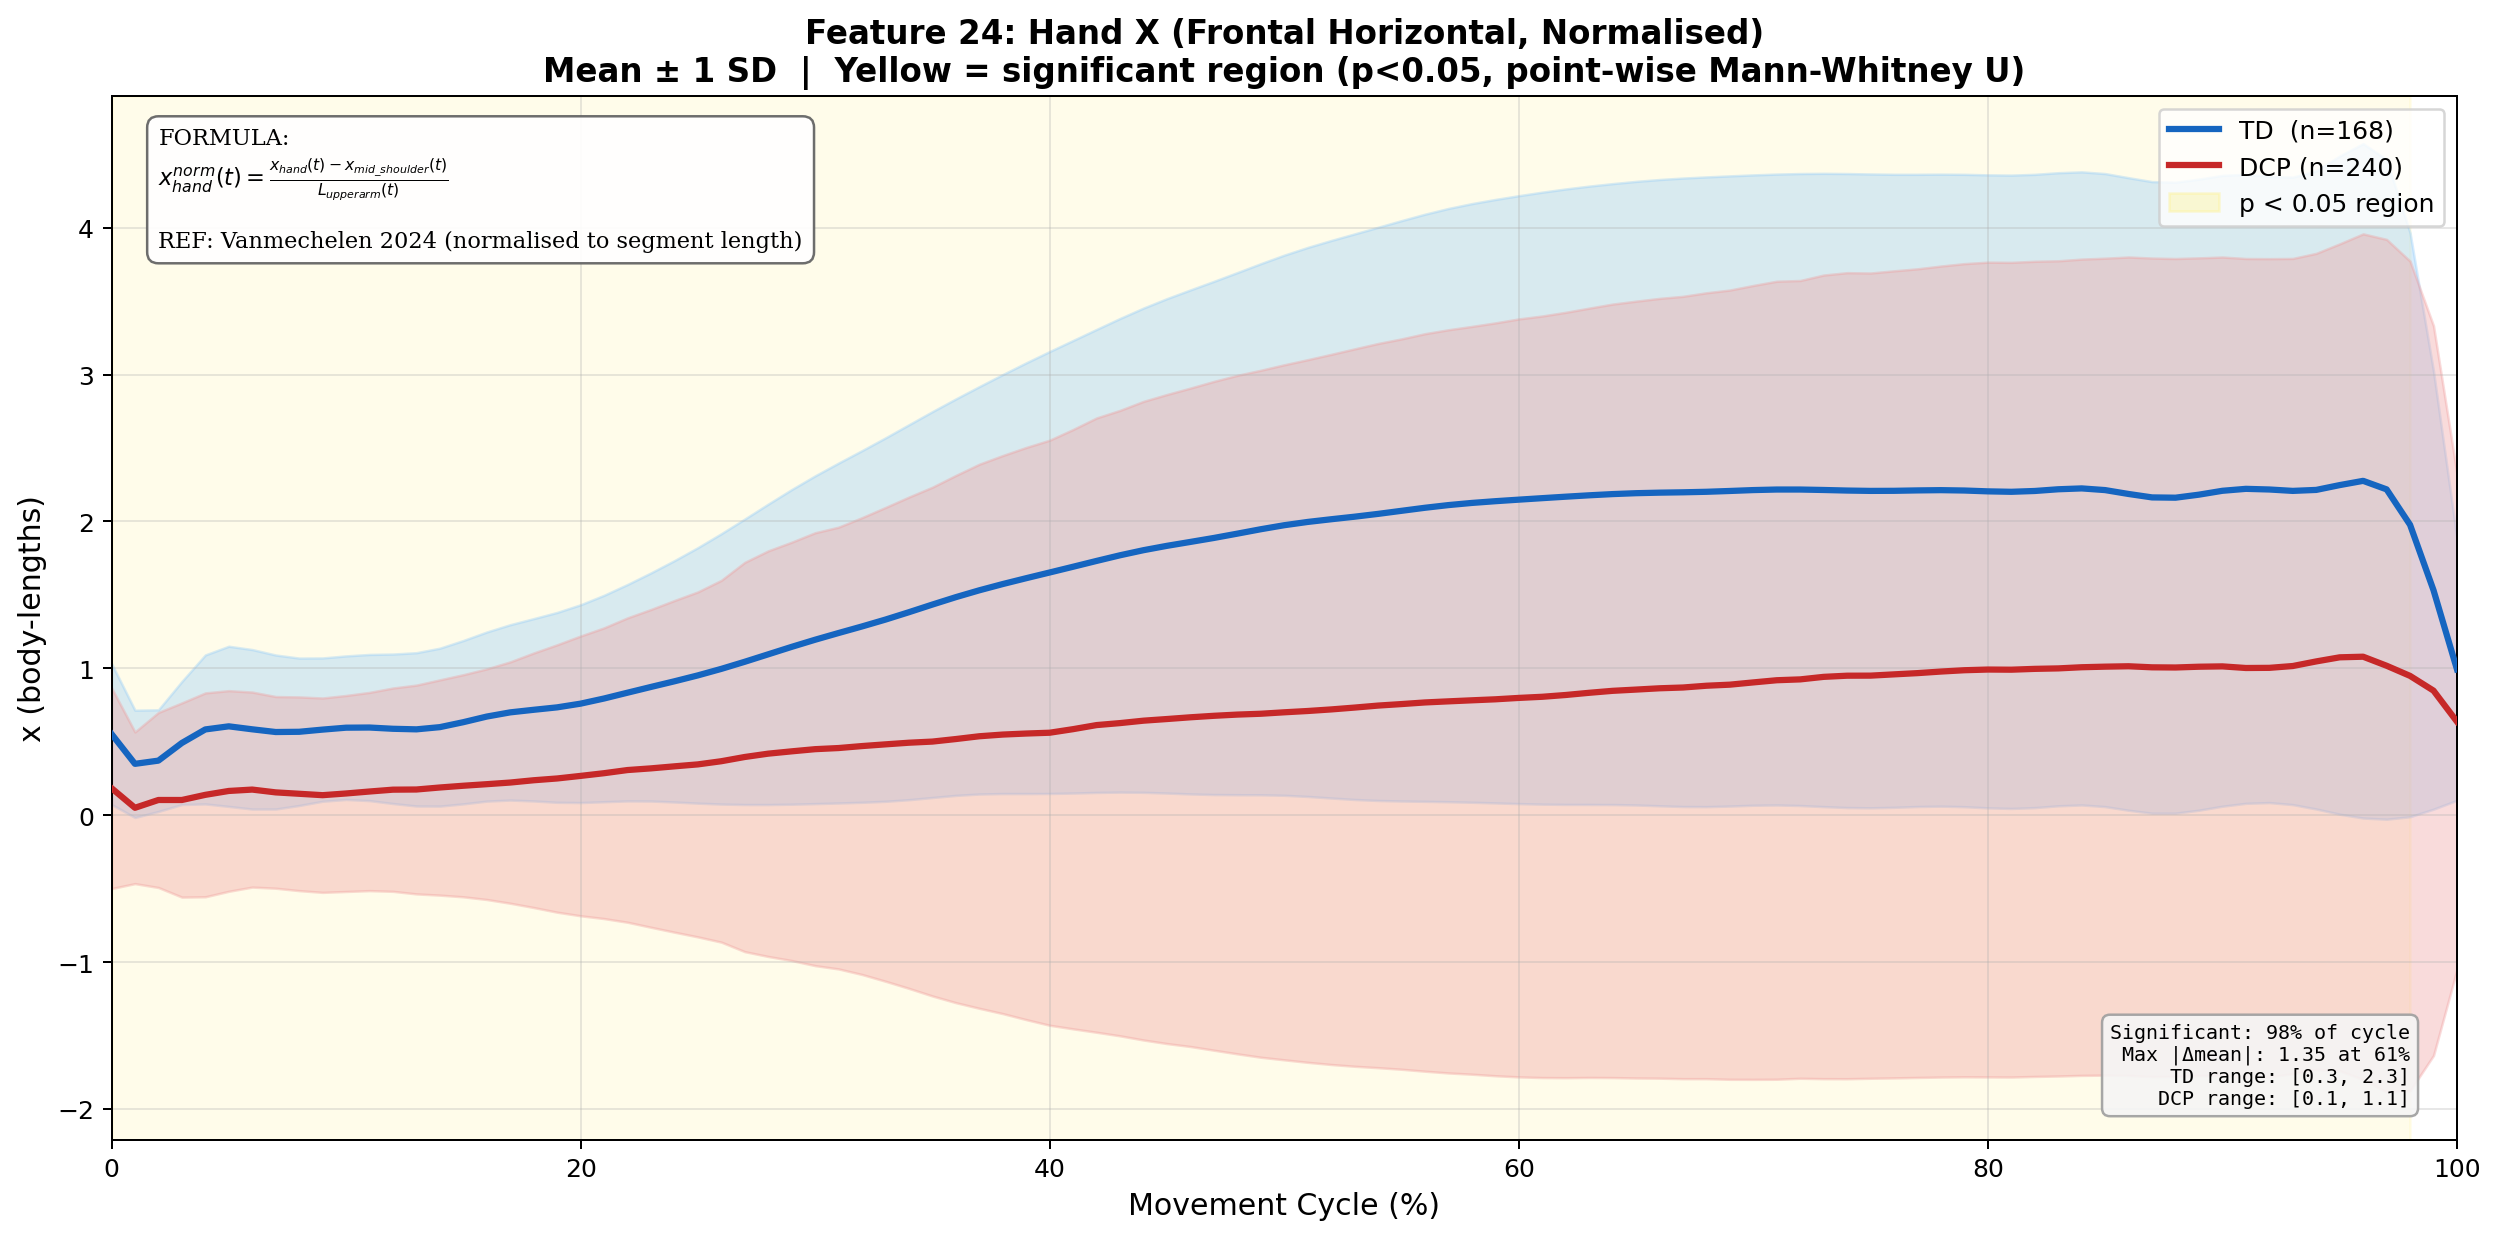 Feature 24: Hand X (Frontal Horizontal, Normalised)
Mean ± 1 SD | Yellow = significant region (p<0.05, point-wise Mann-Whitney U)
FORMULA:
x_{hand}^{norm}(t) = \frac{x_{hand}(t) − x_{mid\_shoulder}(t)}{L_{upperarm}(t)}
REF: Vanmechelen 2024 (normalised to segment length)
TD (n=168)
DCP (n=240)
p < 0.05 region
x (body-lengths)
4
3
2
1
0
−1
−2
Significant: 98% of cycle
Max |Δmean|: 1.35 at 61%
TD range: [0.3, 2.3]
DCP range: [0.1, 1.1]
0 20 40 60 80 100
Movement Cycle (%)